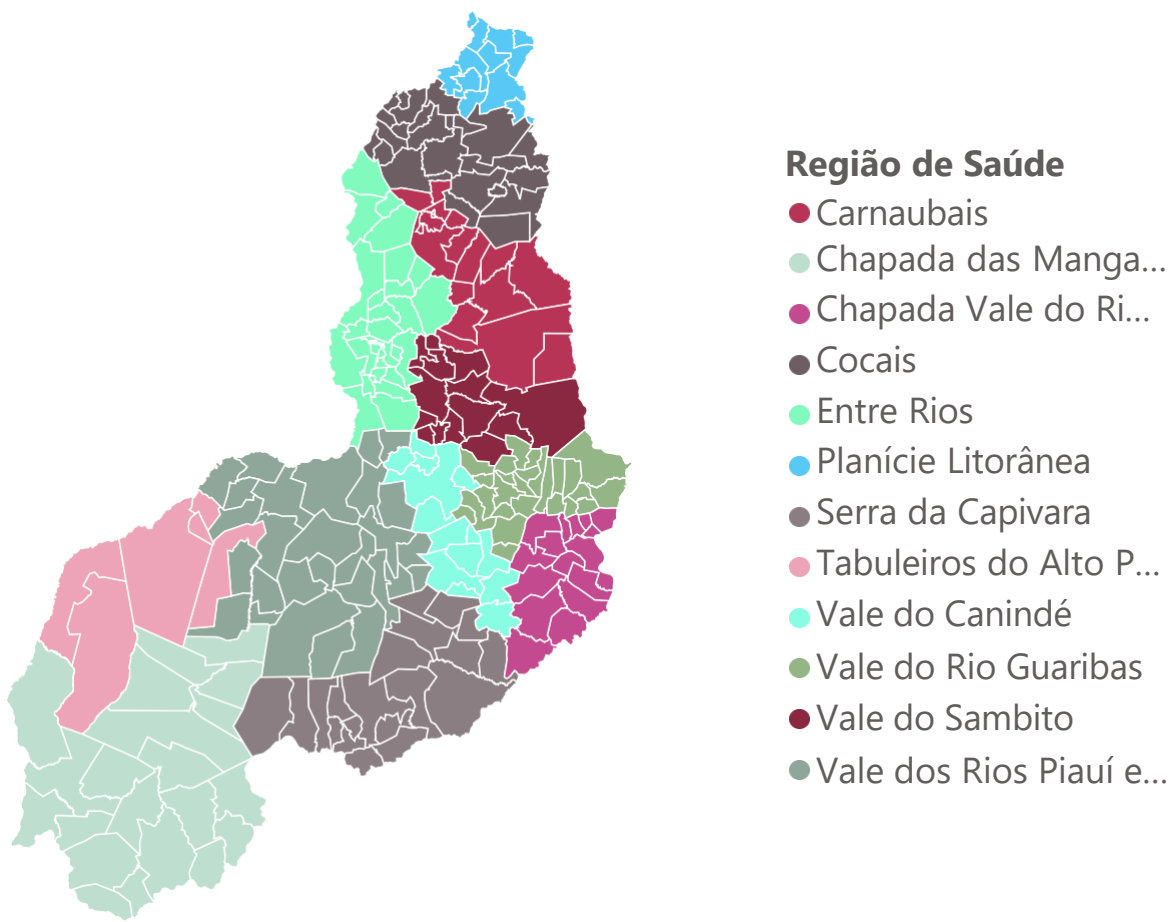 Região de Saúde
Carnaubais
Chapada das Manga...
Chapada Vale do Ri...
Cocais
Entre Rios
Planície Litorânea
Serra da Capivara
Tabuleiros do Alto P...
Vale do Canindé
Vale do Rio Guaribas
Vale do Sambito
Vale dos Rios Piauí e...